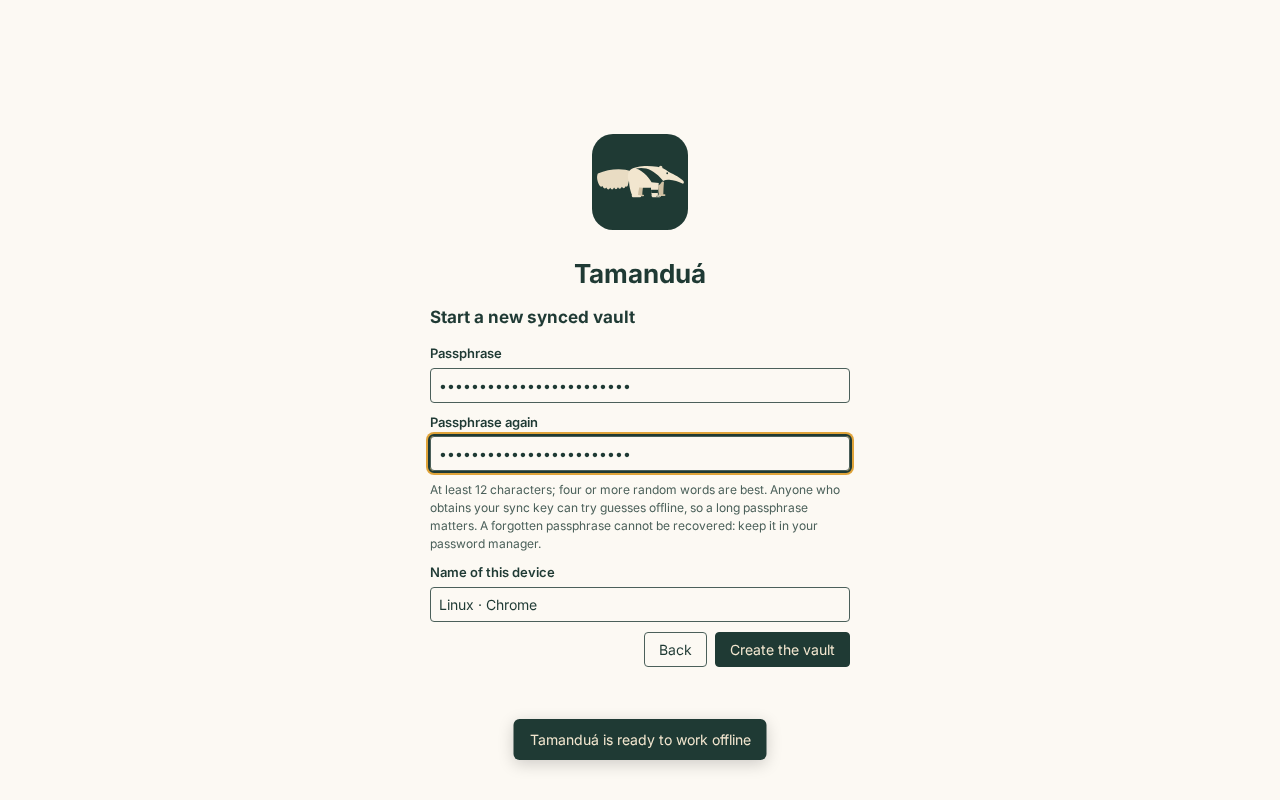 Tamanduá
Start a new synced vault
Passphrase
••••••••••••••••••••••••
Passphrase again
••••••••••••••••••••••••
At least 12 characters; four or more random words are best. Anyone who
obtains your sync key can try guesses offline, so a long passphrase
matters. A forgotten passphrase cannot be recovered: keep it in your
password manager.
Name of this device
Linux · Chrome
Back
Create the vault
Tamanduá is ready to work offline